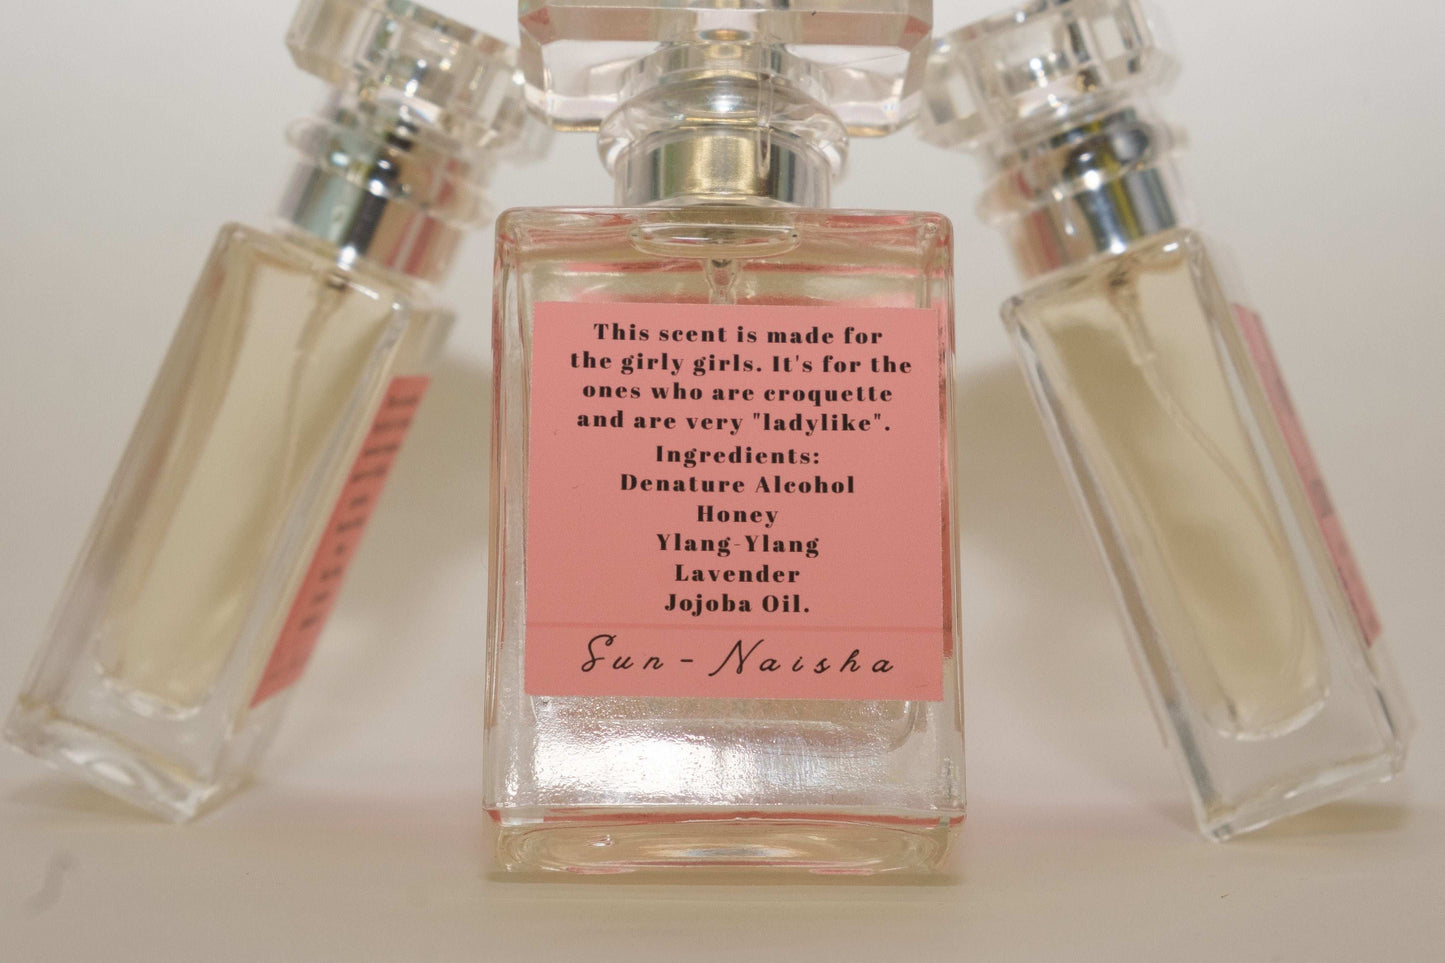 This scent is made for
the girly girls. It's for the
ones who are croquette
and are very "ladylike".
Ingredients:
Denature Alcohol
Honey
Ylang-Ylang
Lavender
Jojoba Oil.
Sun-Naisha